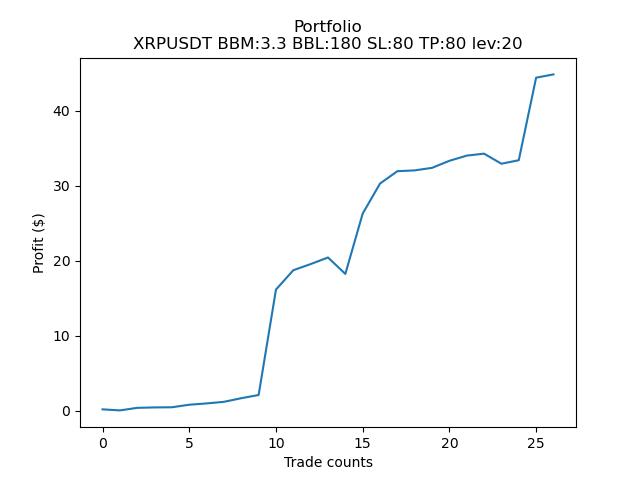 Portfolio
XRPUSDT BBM:3.3 BBL:180 SL:80 TP:80 lev:20
40
30
20
10
0
Profit ($)
0 5 10 15 20 25
Trade counts